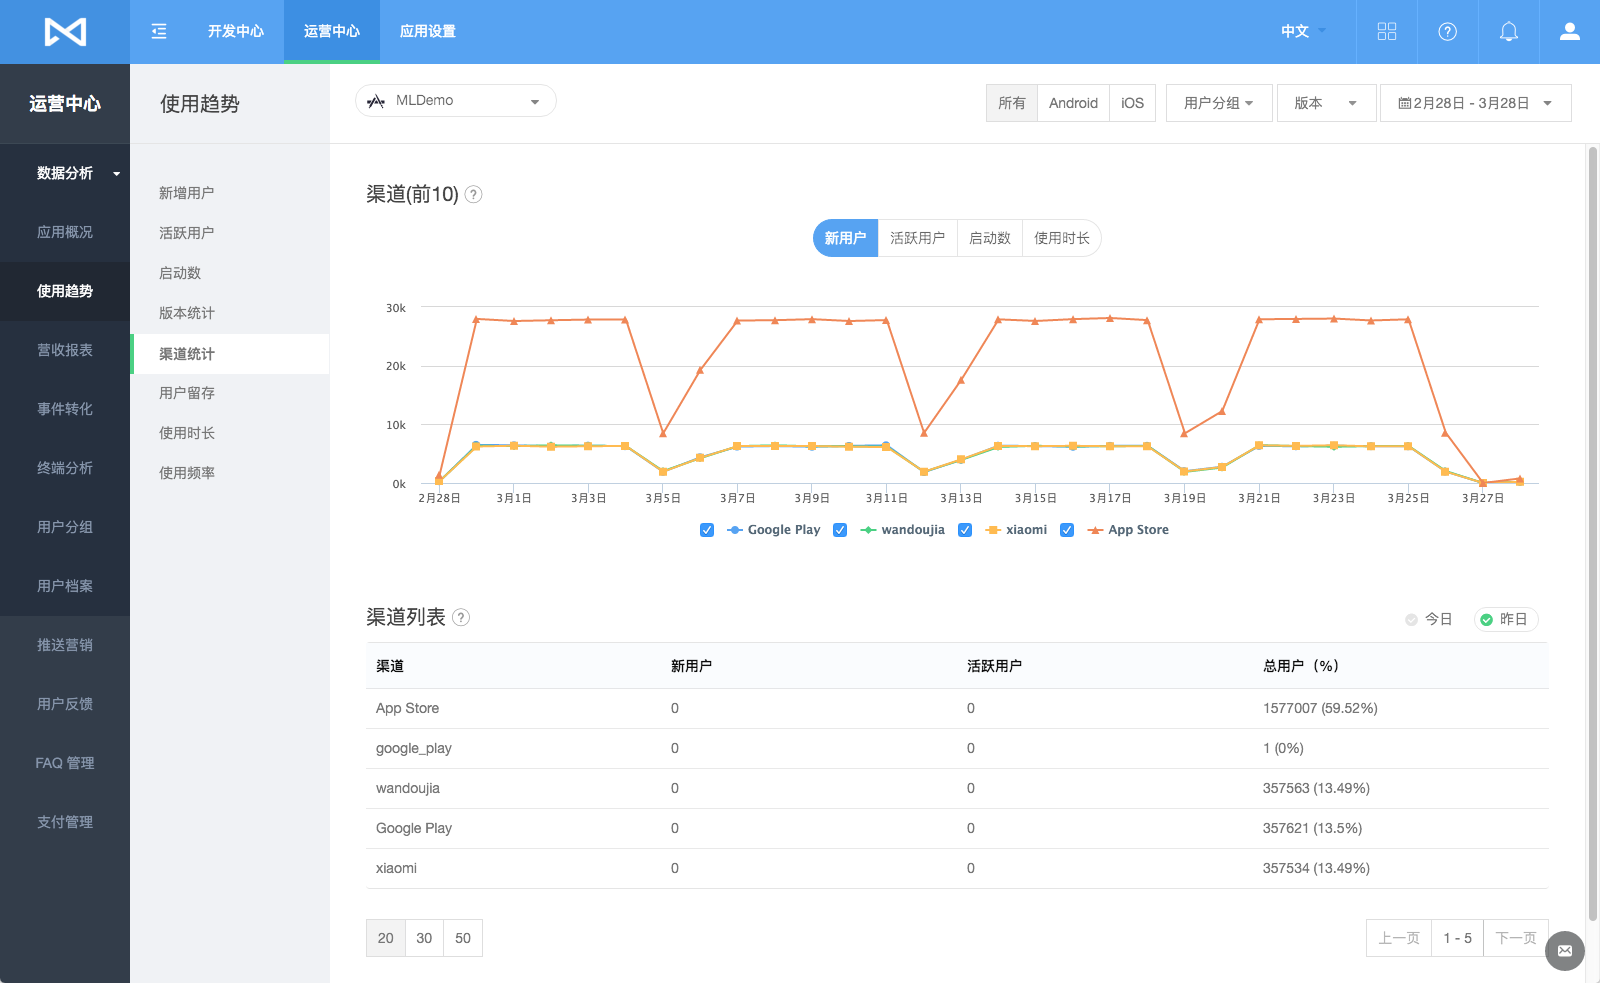 开发中心
运营中心
应用设置
中文
运营中心
使用趋势
MLDemo
所有
Android
iOS
用户分组
版本
2月28日 - 3月28日
数据分析
应用概况
使用趋势
营收报表
事件转化
终端分析
用户分组
用户档案
推送营销
用户反馈
FAQ 管理
支付管理
新增用户
活跃用户
启动数
版本统计
渠道统计
用户留存
使用时长
使用频率
渠道(前10) ?
新用户
活跃用户
启动数
使用时长
30k
20k
10k
0k
2月28日
3月1日
3月3日
3月5日
3月7日
3月9日
3月11日
3月13日
3月15日
3月17日
3月19日
3月21日
3月23日
3月25日
3月27日
Google Play
wandoujia
xiaomi
App Store
渠道列表 ?
今日
昨日
渠道 新用户 活跃用户 总用户（%）
App Store 0 0 1577007 (59.52%)
google_play 0 0 1 (0%)
wandoujia 0 0 357563 (13.49%)
Google Play 0 0 357621 (13.5%)
xiaomi 0 0 357534 (13.49%)
20 30 50
上一页 1 - 5 下一页